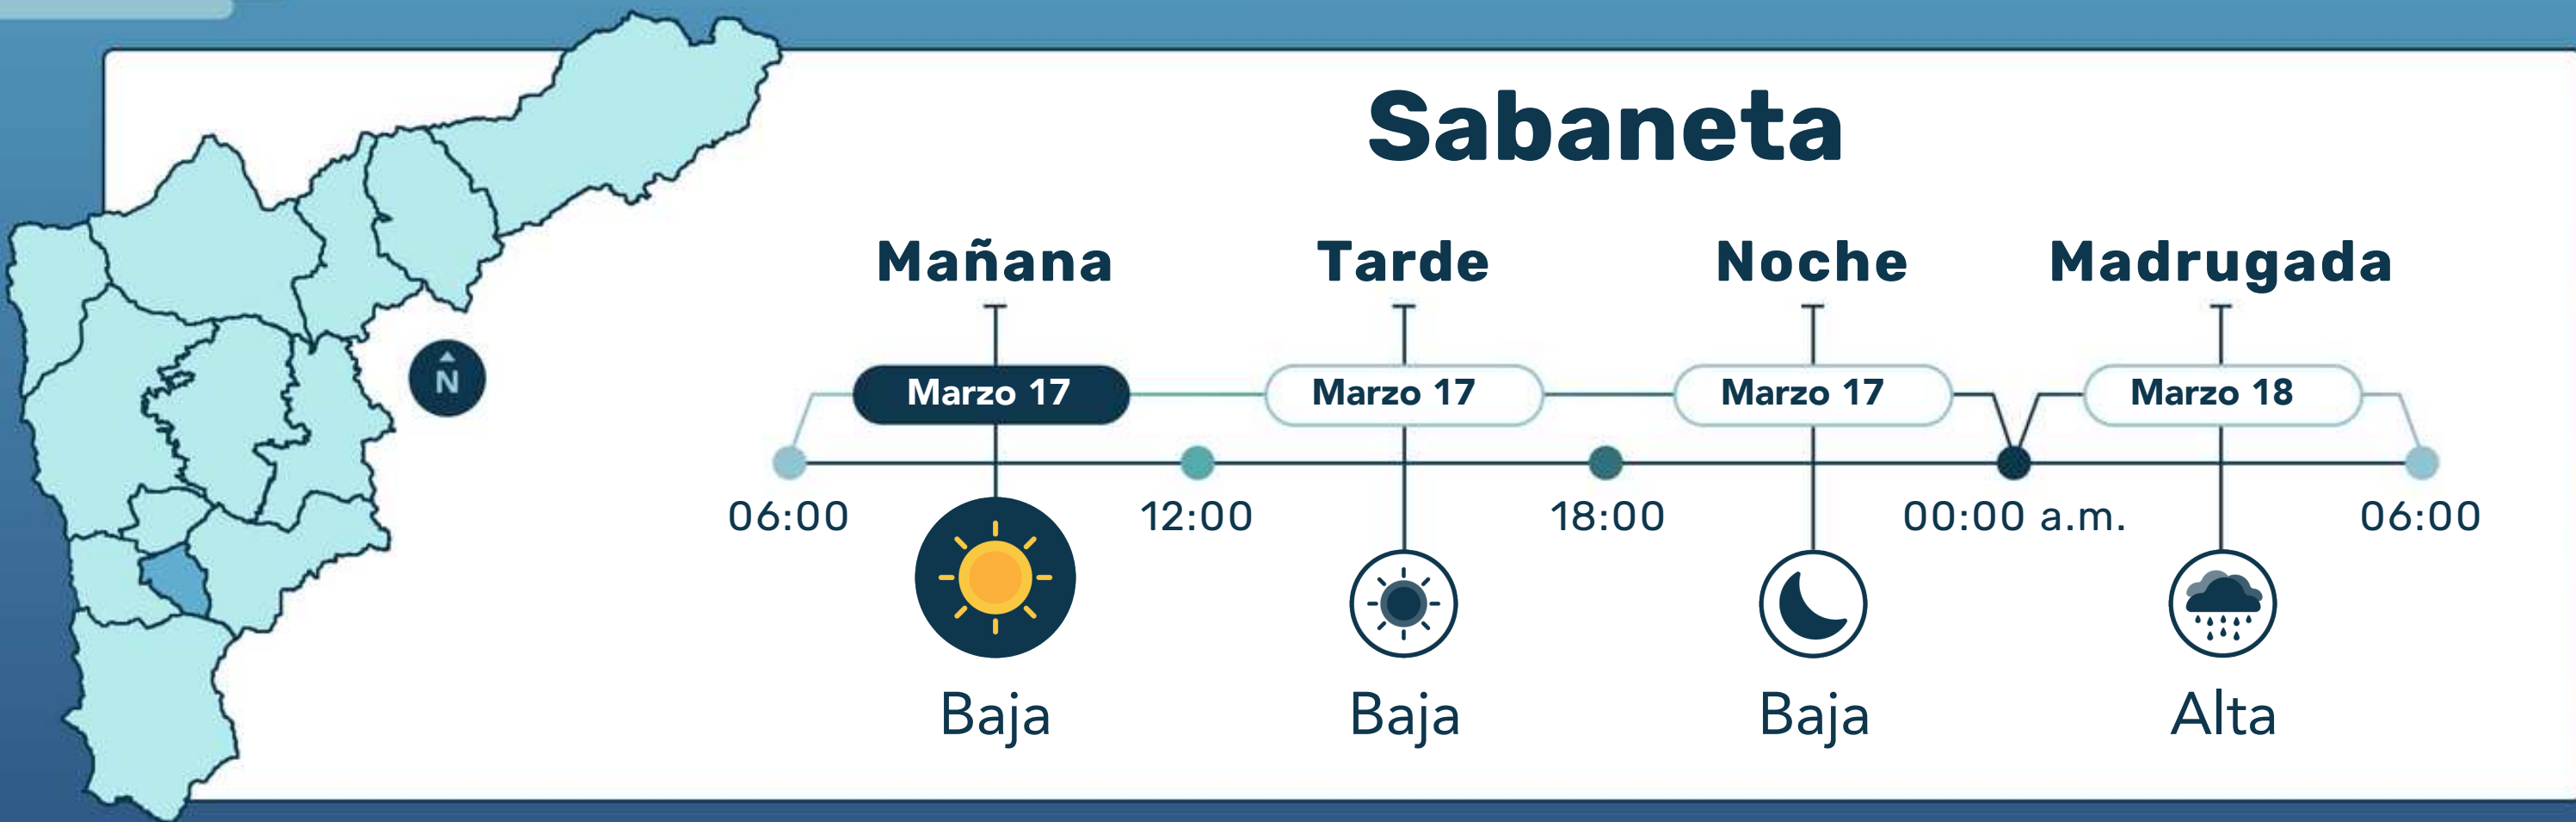 Sabaneta
Mañana Tarde Noche Madrugada
Marzo 17 Marzo 17 Marzo 17 Marzo 18
N
06:00 12:00 18:00 00:00 a.m. 06:00
Baja Baja Baja Alta